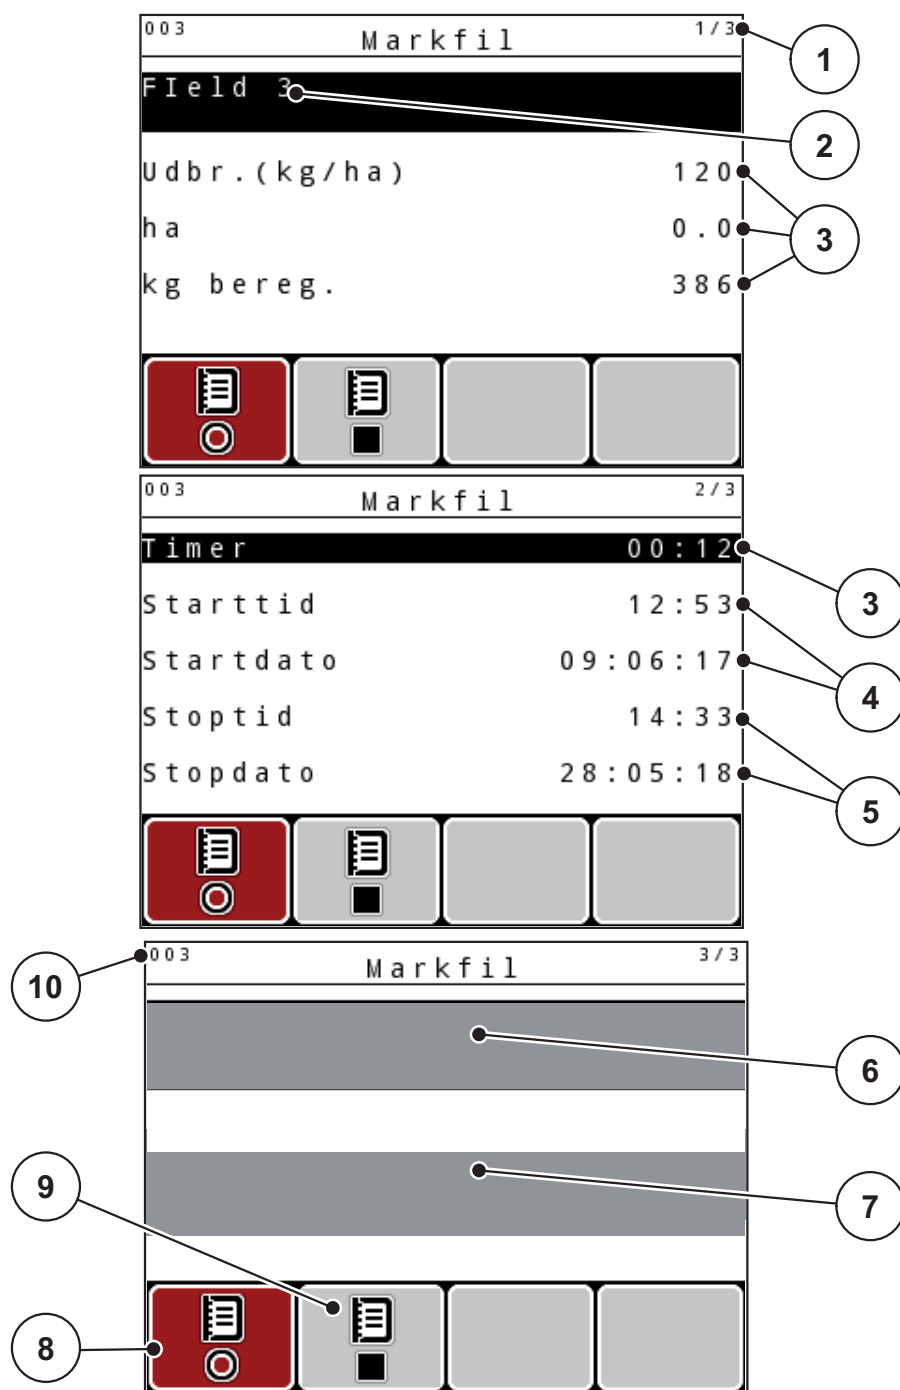 003 Markfil 1/3
1
FIeld 3
2
Udbr.(kg/ha) 120
ha 0.0
3
kg bereg. 386
003 Markfil 2/3
Timer 00:12
3
Starttid 12:53
Startdato 09:06:17
4
Stoptid 14:33
Stopdato 28:05:18
5
003 Markfil 3/3
10
6
9
7
8